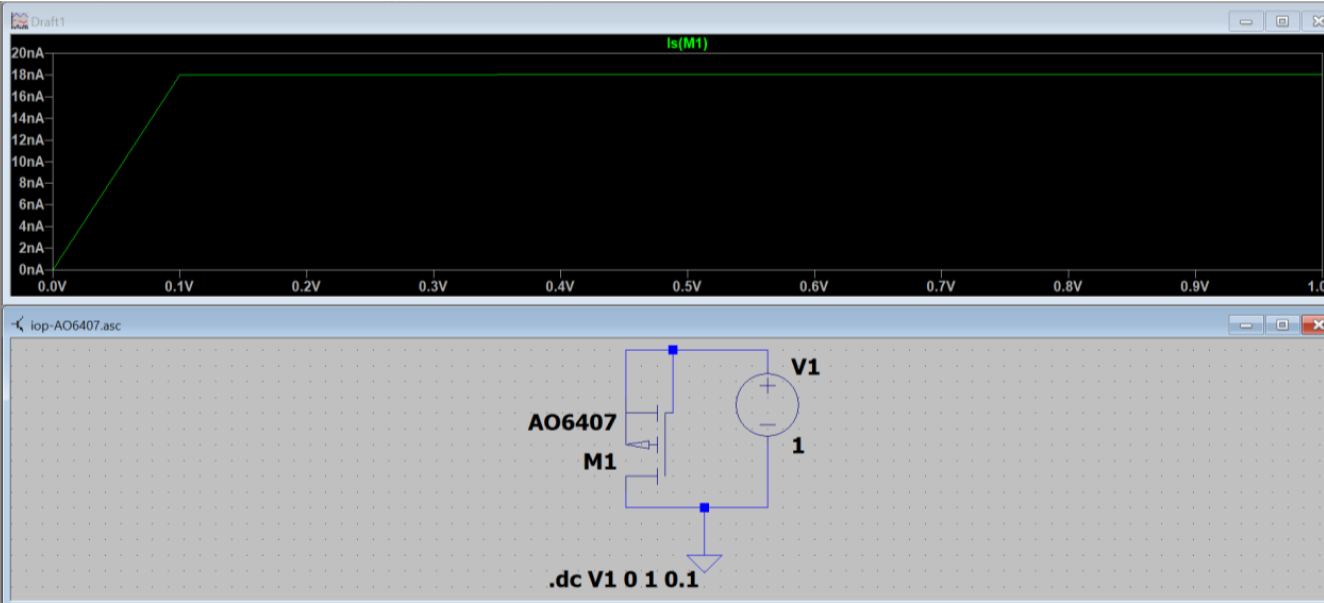 Draft1
Is(M1)
20nA
18nA
16nA
14nA
12nA
10nA
8nA
6nA
4nA
2nA
0nA
0.0V 0.1V 0.2V 0.3V 0.4V 0.5V 0.6V 0.7V 0.8V 0.9V 1.0
iop-AO6407.asc
V1
AO6407
1
M1
.dc V1 0 1 0.1